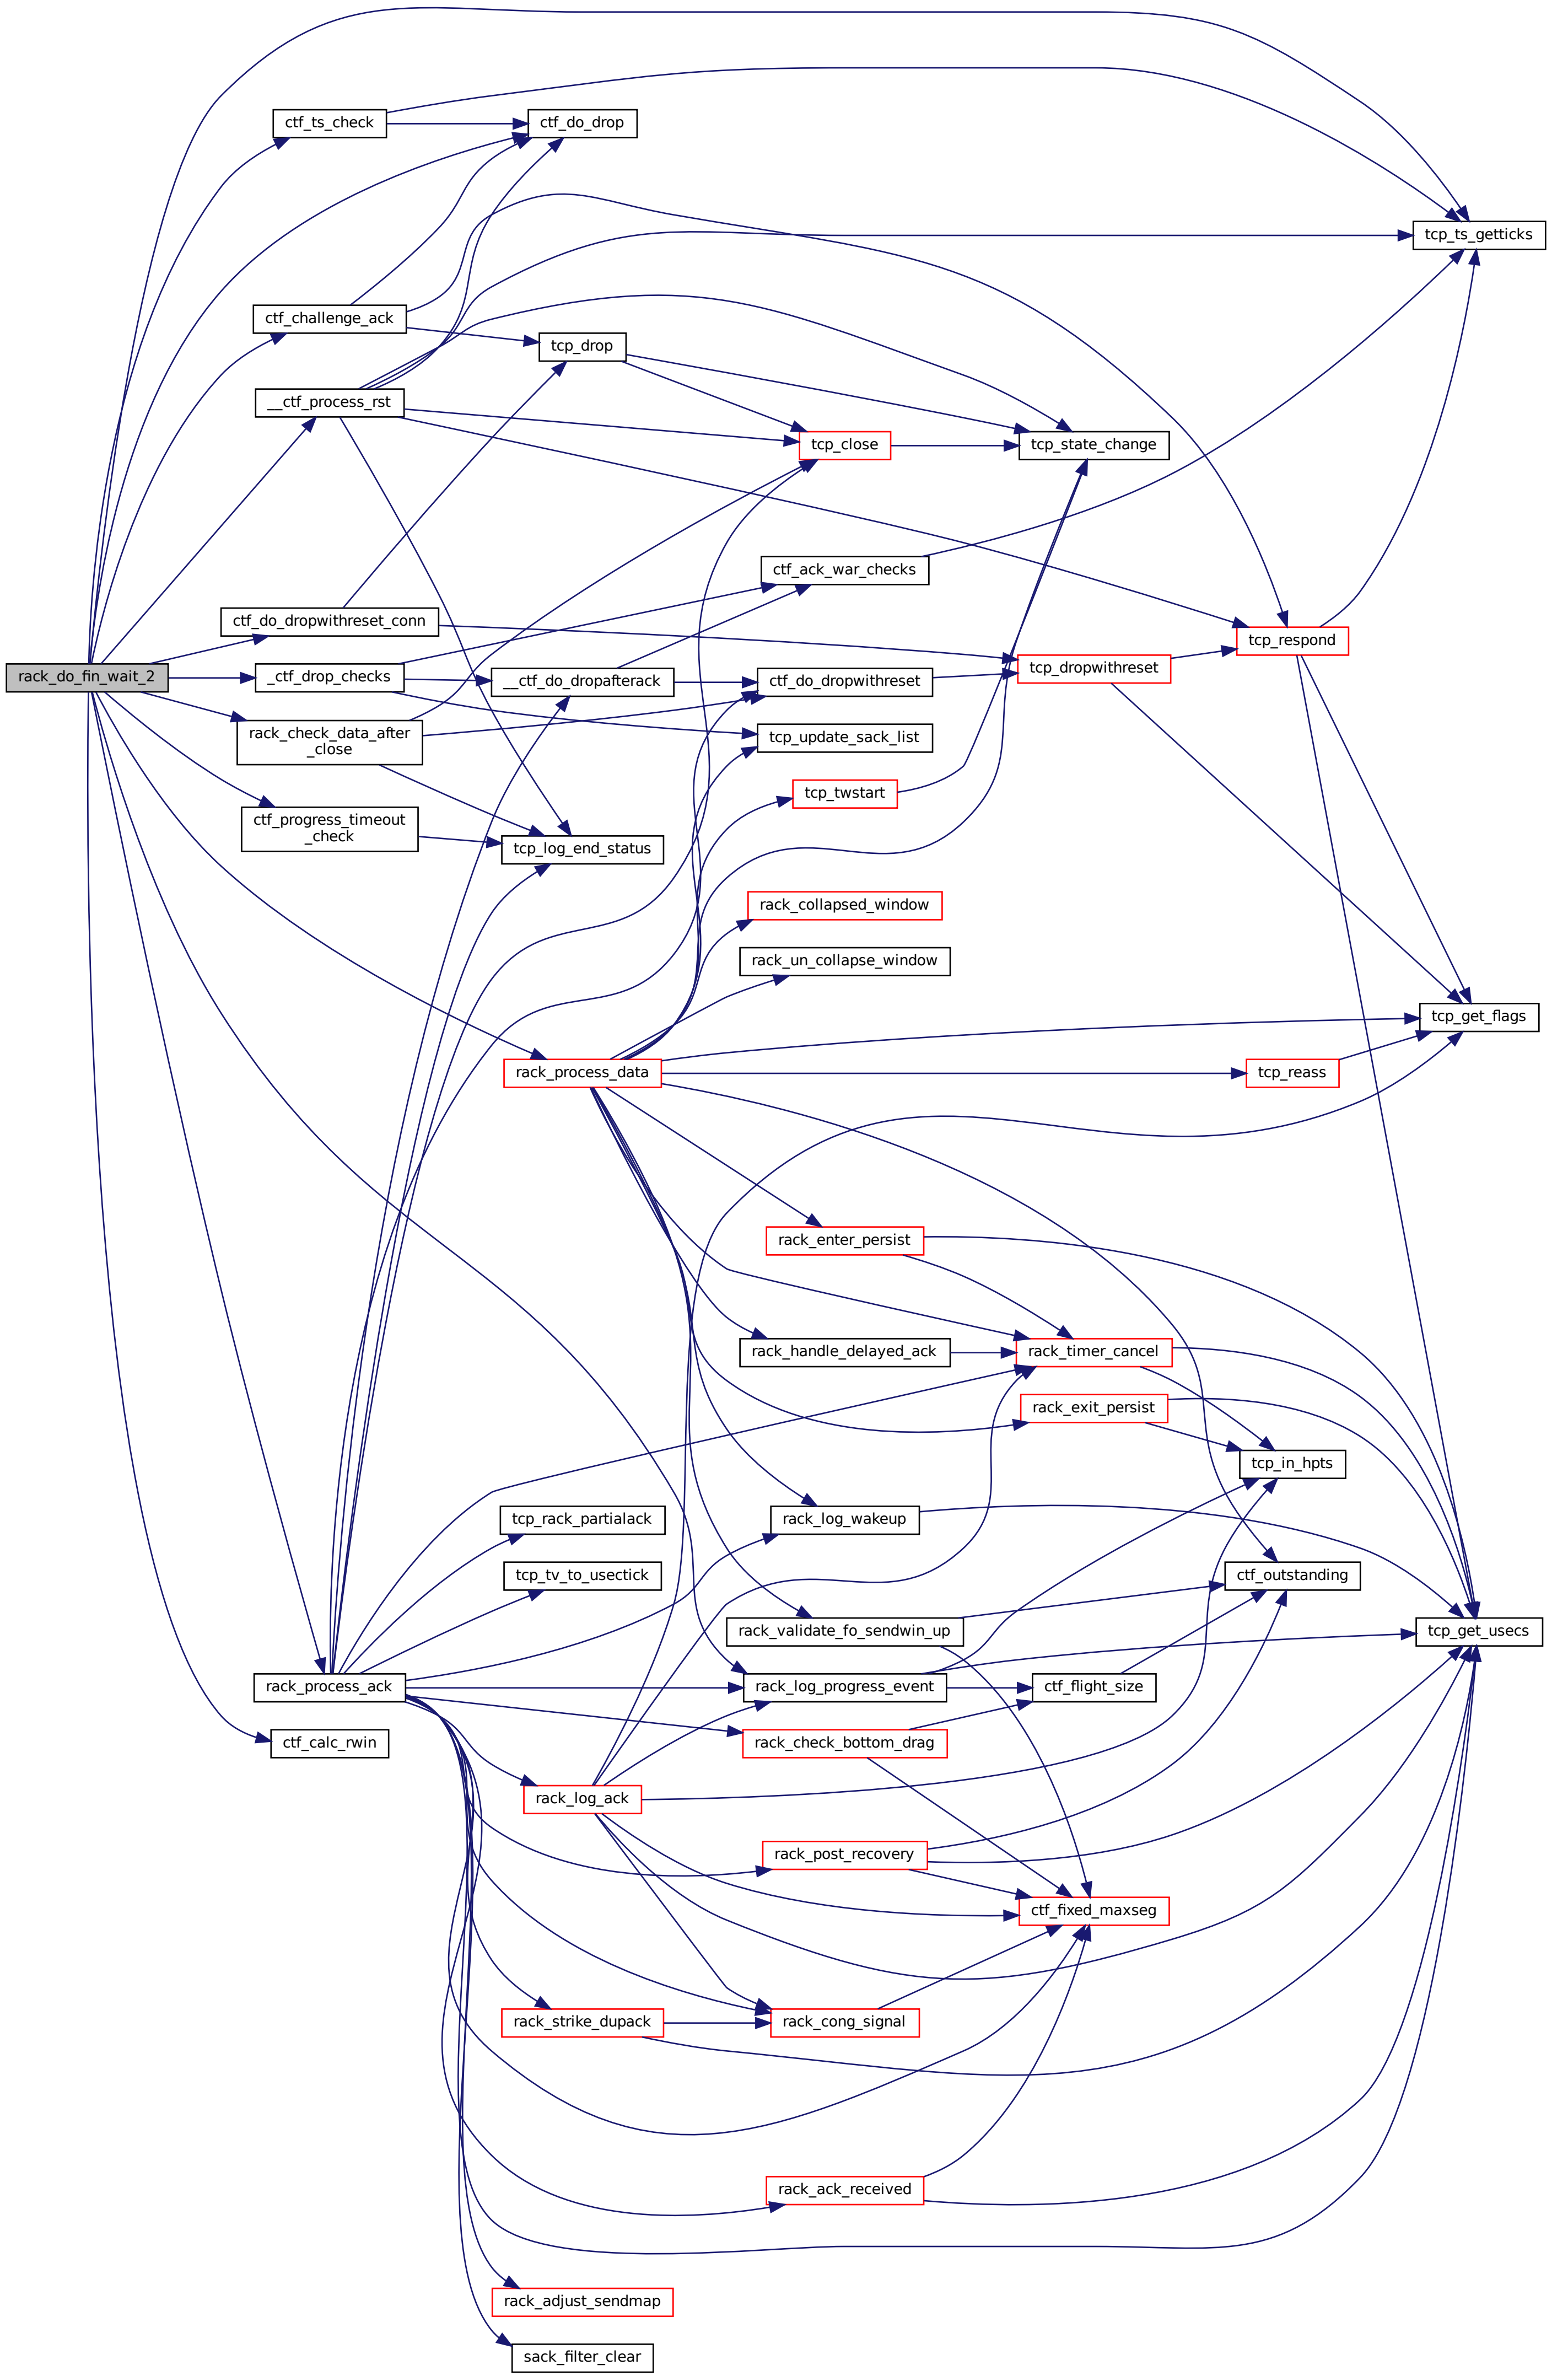 ctf_ts_check
ctf_do_drop
tcp_ts_getticks
ctf_challenge_ack
tcp_drop
__ctf_process_rst
tcp_close
tcp_state_change
ctf_ack_war_checks
ctf_do_dropwithreset_conn
tcp_respond
rack_do_fin_wait_2
_ctf_drop_checks
__ctf_do_dropafterack
ctf_do_dropwithreset
tcp_dropwithreset
rack_check_data_after
_close
tcp_update_sack_list
tcp_twstart
ctf_progress_timeout
_check
tcp_log_end_status
rack_collapsed_window
rack_un_collapse_window
tcp_get_flags
rack_process_data
tcp_reass
rack_enter_persist
rack_handle_delayed_ack
rack_timer_cancel
rack_exit_persist
tcp_in_hpts
tcp_rack_partialack
rack_log_wakeup
tcp_tv_to_usectick
ctf_outstanding
rack_validate_fo_sendwin_up
tcp_get_usecs
rack_process_ack
rack_log_progress_event
ctf_flight_size
ctf_calc_rwin
rack_check_bottom_drag
rack_log_ack
rack_post_recovery
ctf_fixed_maxseg
rack_strike_dupack
rack_cong_signal
rack_ack_received
rack_adjust_sendmap
sack_filter_clear